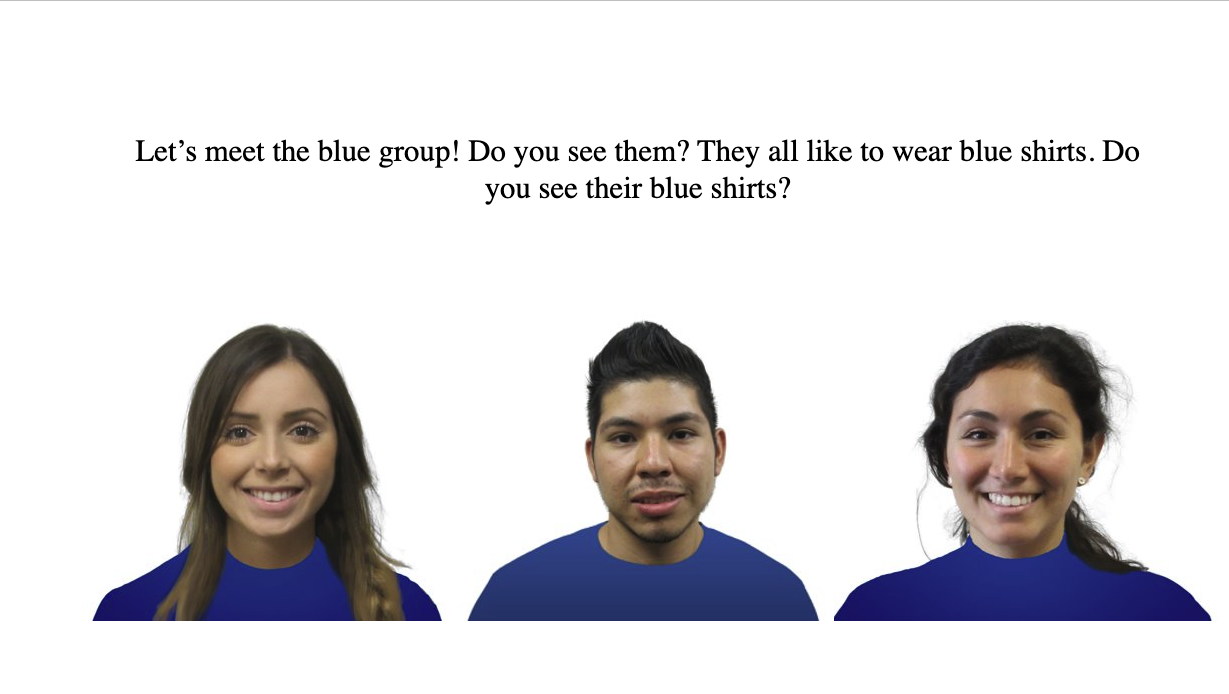 Let’s meet the blue group! Do you see them? They all like to wear blue shirts. Do
you see their blue shirts?